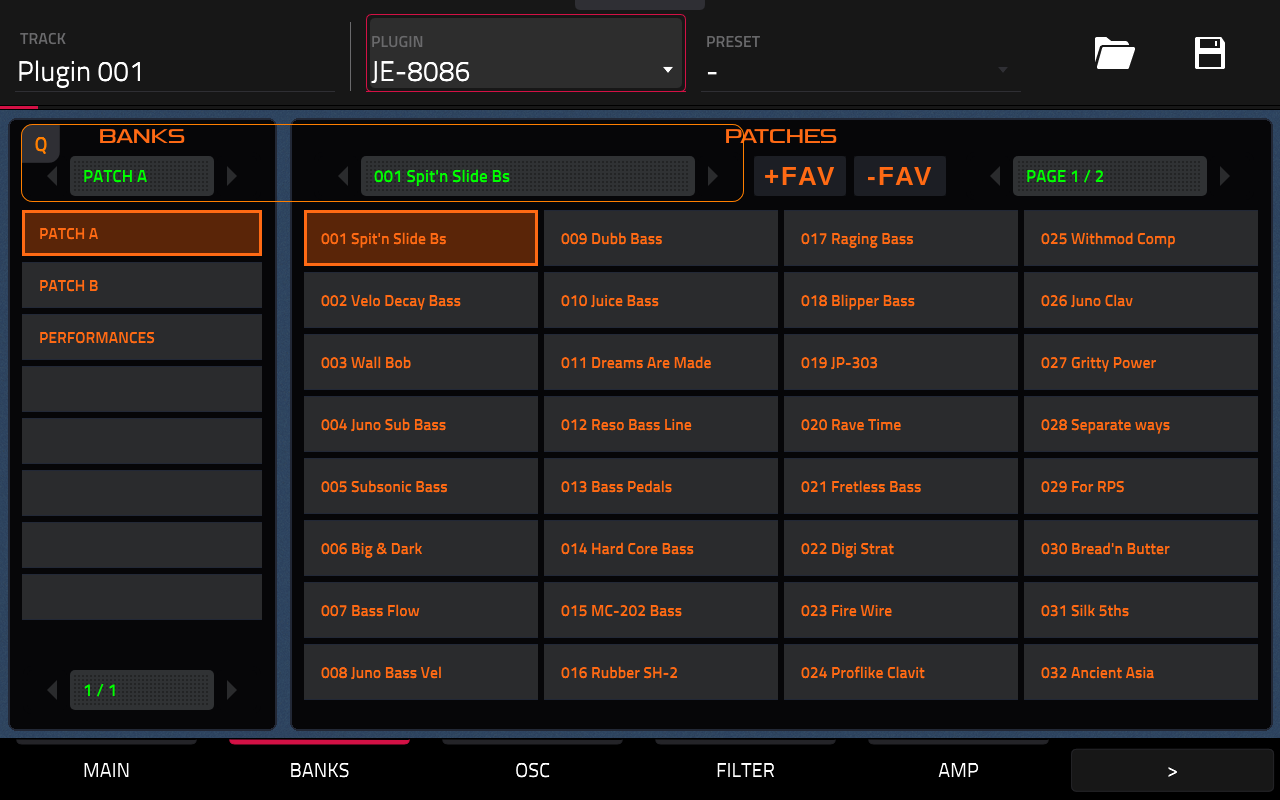 TRACK
Plugin 001
PLUGIN
JE-8086
PRESET
-
Q
BANKS
PATCH A
PATCH A
PATCH B
PERFORMANCES
1 / 1
PATCHES
001 Spit'n Slide Bs
+FAV
-FAV
PAGE 1 / 2
001 Spit'n Slide Bs
009 Dubb Bass
017 Raging Bass
025 Withmod Comp
002 Velo Decay Bass
010 Juice Bass
018 Blipper Bass
026 Juno Clav
003 Wall Bob
011 Dreams Are Made
019 JP-303
027 Gritty Power
004 Juno Sub Bass
012 Reso Bass Line
020 Rave Time
028 Separate ways
005 Subsonic Bass
013 Bass Pedals
021 Fretless Bass
029 For RPS
006 Big & Dark
014 Hard Core Bass
022 Digi Strat
030 Bread'n Butter
007 Bass Flow
015 MC-202 Bass
023 Fire Wire
031 Silk 5ths
008 Juno Bass Vel
016 Rubber SH-2
024 Proflike Clavit
032 Ancient Asia
MAIN
BANKS
OSC
FILTER
AMP
>